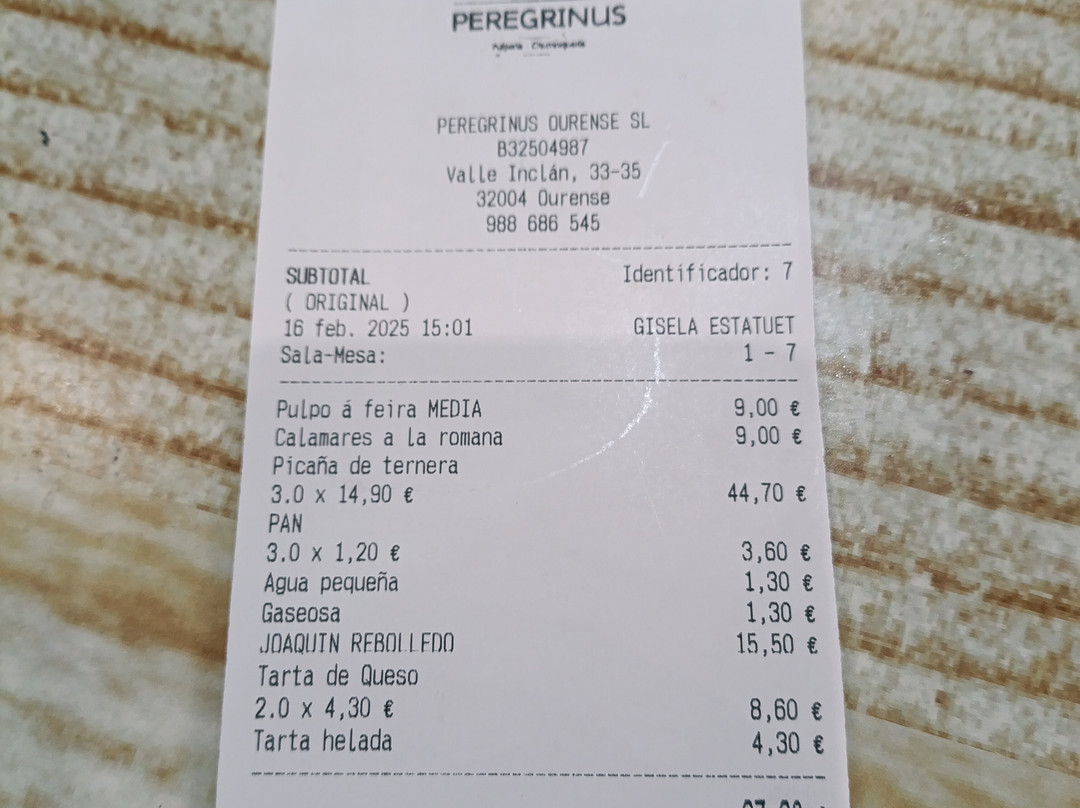 PEREGRINUS
PEREGRINUS OURENSE SL
B32504987
Valle Inclán, 33-35
32004 Ourense
988 686 545
SUBTOTAL Identificador: 7
( ORIGINAL )
16 feb. 2025 15:01 GISELA ESTATUET
Sala-Mesa: 1 - 7
Pulpo á feira MEDIA 9,00 €
Calamares a la romana 9,00 €
Picaña de ternera
3.0 x 14,90 € 44,70 €
PAN
3.0 x 1,20 € 3,60 €
Agua pequeña 1,30 €
Gaseosa 1,30 €
JOAQUIN REBOLLEDO 15,50 €
Tarta de Queso
2.0 x 4,30 € 8,60 €
Tarta helada 4,30 €